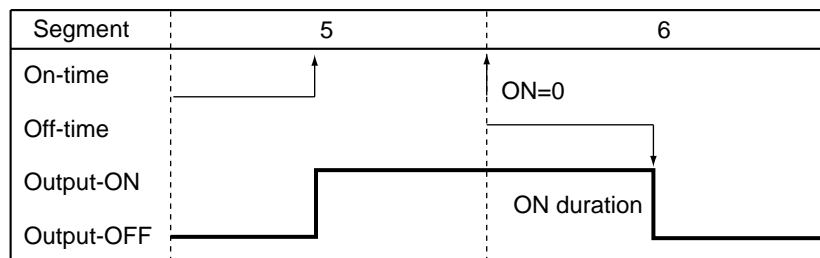 Segment 5 6
On-time
ON=0
Off-time
Output-ON
ON duration
Output-OFF